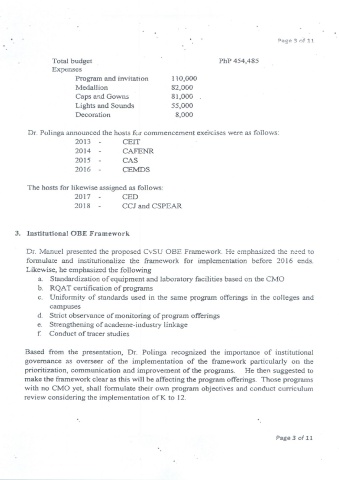 Page 3 of 11
Total budget PhP 454,485
Expenses
Program and invitation 110,000
Medallion 82,000
Caps and Gowns 81,000
Lights and Sounds 55,000
Decoration 8,000
Dr. Polinga announced the hosts for commencement exercises were as follows:
2013 - CEIT
2014 - CAFENR
2015 - CAS
2016 - CEMDS
The hosts for likewise assigned as follows:
2017 - CED
2018 - CCJ and CSPEAR
3. Institutional OBE Framework
Dr. Mancel presented the proposed CvSU OBE Framework. He emphasized the need to
formulate and institutionalize the framework for implementation before 2016 ends.
Likewise, he emphasized the following
a. Standardization of equipment and laboratory facilities based on the CMO
b. RQAT certification of programs
c. Uniformity of standards used in the same program offerings in the colleges and
campuses
d. Strict observance of monitoring of program offerings
e. Strengthening of academe-industry linkage
f. Conduct of tracer studies
Based from the presentation, Dr. Polinga recognized the importance of institutional
governance as overseer of the implementation of the framework particularly on the
prioritization, communication and improvement of the programs. He then suggested to
make the framework clear as this will be affecting the program offerings. Those programs
with no CMO yet, shall formulate their own program objectives and conduct curriculum
review considering the implementation of K to 12.
Page 3 of 11